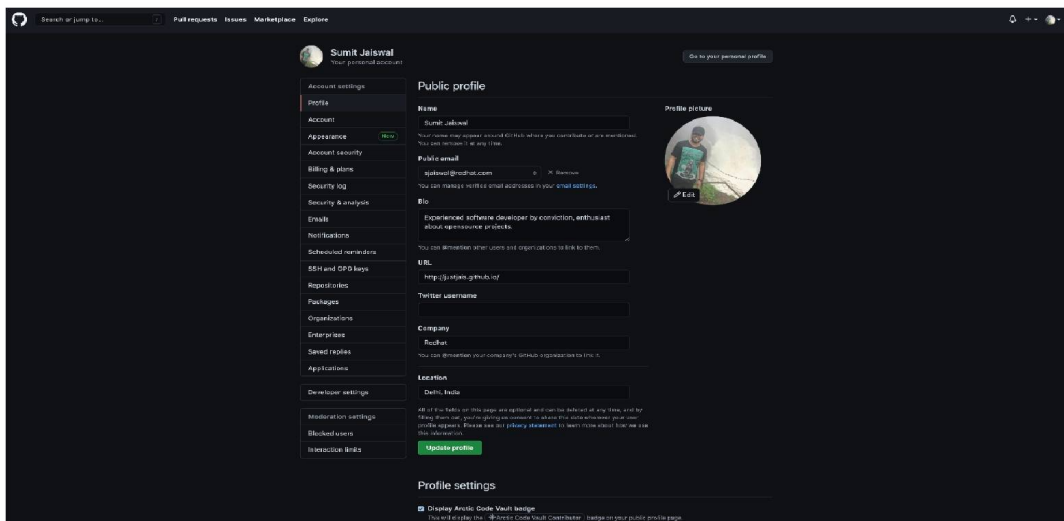 Search or jump to...
Pull requests Issues Marketplace Explore
Sumit Jaiswal
Your personal account
Go to your personal profile
Account settings
Profile
Account
Appearance New
Account security
Billing & plans
Security log
Security & analysis
Emails
Notifications
Scheduled reminders
SSH and GPG keys
Repositories
Packages
Organizations
Enterprises
Saved replies
Applications
Developer settings
Moderation settings
Blocked users
Interaction limits
Public profile
Name
Sumit Jaiswal
Your name may appear around GitHub where you contribute or are mentioned.
You can remove it at any time.
Public email
sjaiswal@redhat.com
Remove
You can manage verified email addresses in your email settings.
Bio
Experienced software developer by conviction, enthusiast
about opensource projects.
You can @mention other users and organizations to link to them.
URL
http://justjais.github.io/
Twitter username
Company
Redhat
You can @mention your company's GitHub organization to link it.
Location
Delhi, India
All of the fields on this page are optional and can be deleted at any time, and by
filling them out, you're giving us consent to share this data wherever your user
profile appears. Please see our privacy statement to learn more about how we use
this information.
Update profile
Profile picture
Edit
Profile settings
Display Arctic Code Vault badge
This will display the Arctic Code Vault Contributor badge on your public profile page.